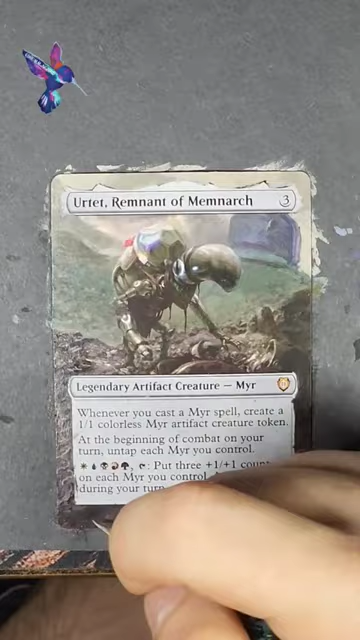 Urtet, Remnant of Memnarch 3
Legendary Artifact Creature — Myr
Whenever you cast a Myr spell, create a
1/1 colorless Myr artifact creature token.
At the beginning of combat on your
turn, untap each Myr you control.
: Put three +1/+1
on each Myr you control.
during your turn